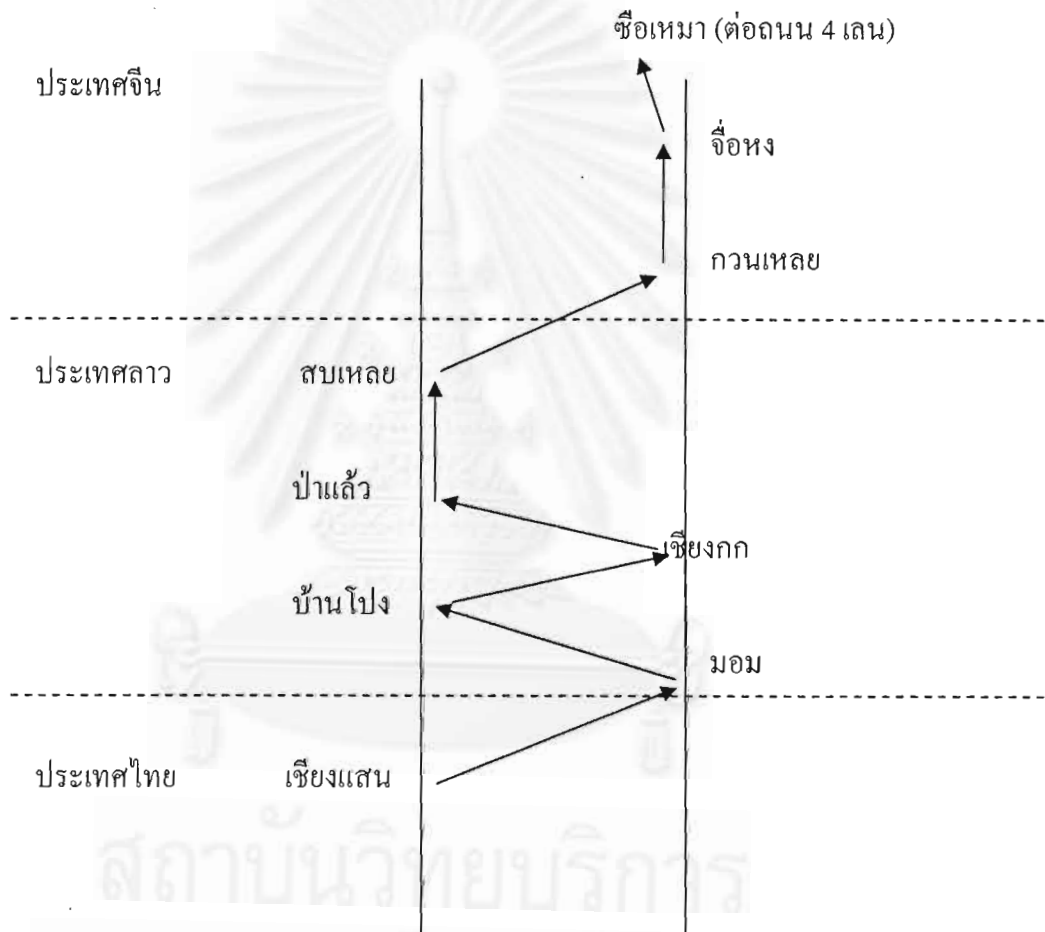 ซือเหมา (ต่อถนน 4 เลน)
ประเทศจีน
จื่อหง
กวนเหลย
ประเทศลาว สบเหลย
ป่าแล้ว
เชียงกก
บ้านโปง
มอม
ประเทศไทย เชียงแสน
สถาบันวิทยบริการ